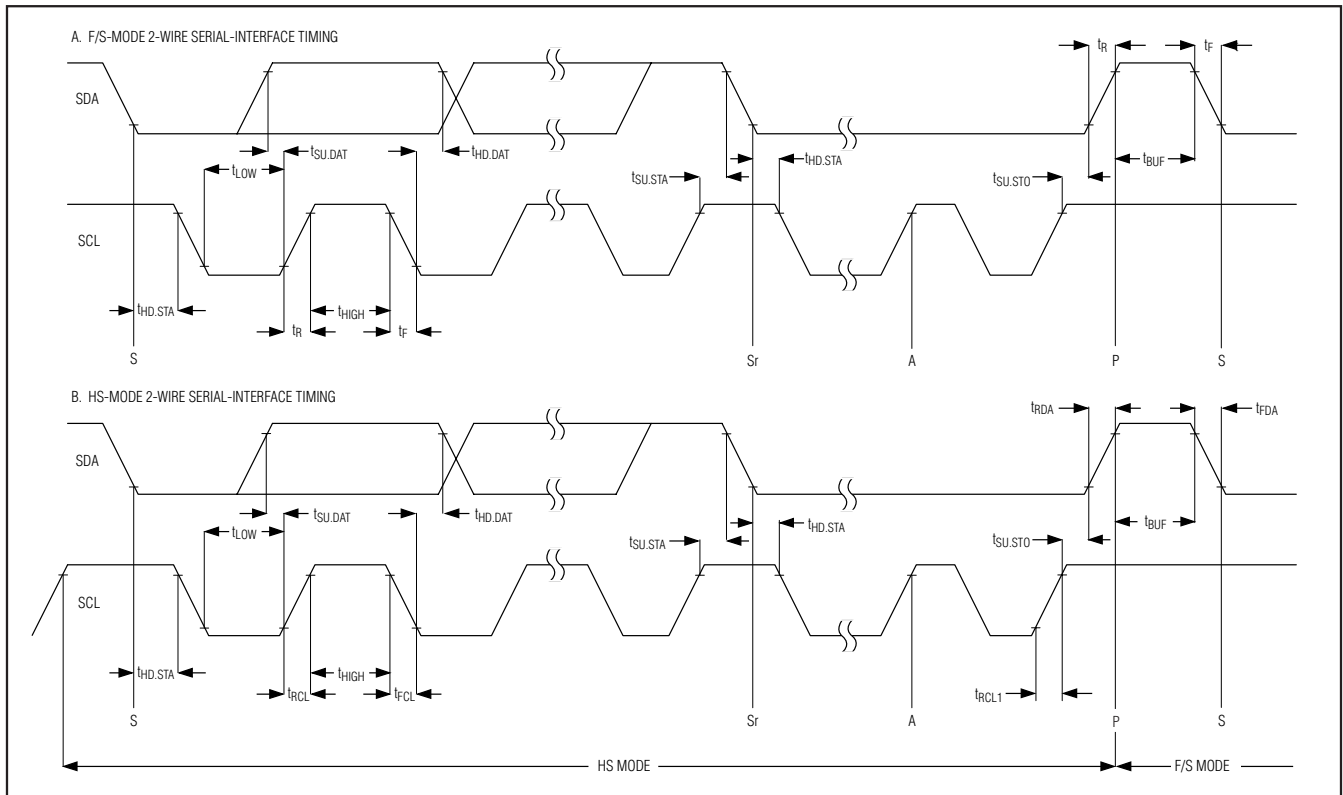 A. F/S-MODE 2-WIRE SERIAL-INTERFACE TIMING
tR
tF
SDA
tSU.DAT
tHD.DAT
tHD.STA
tBUF
tLOW
tSU.STA
tSU.STO
SCL
tHD.STA
tR
tHIGH
tF
S
Sr
A
P
S
B. HS-MODE 2-WIRE SERIAL-INTERFACE TIMING
tRDA
tFDA
SDA
tSU.DAT
tHD.DAT
tHD.STA
tBUF
tLOW
tSU.STA
tSU.STO
SCL
tHD.STA
tRCL
tHIGH
tFCL
tRCL1
S
Sr
A
P
S
HS MODE
F/S MODE